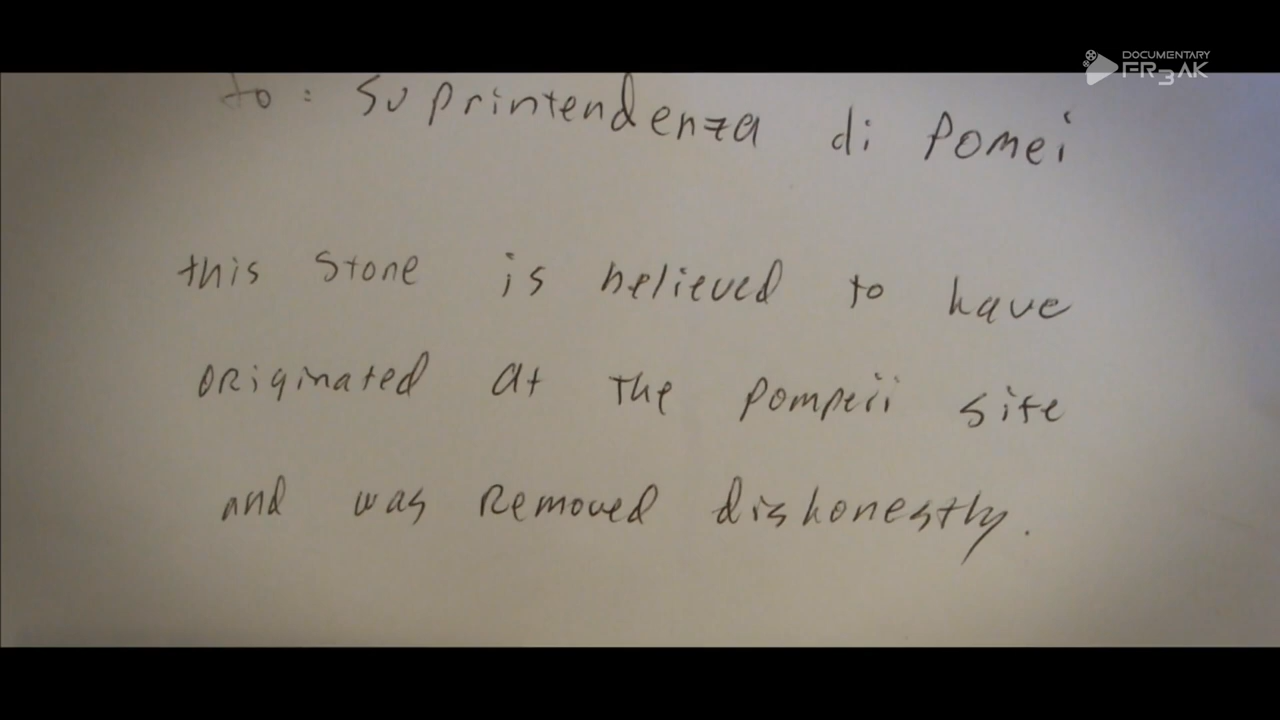 DOCUMENTARY
FR3AK
to: Suprintendenza di Pomei
this stone is believed to have
originated at the pompeii site
and was Removed dishonestly.